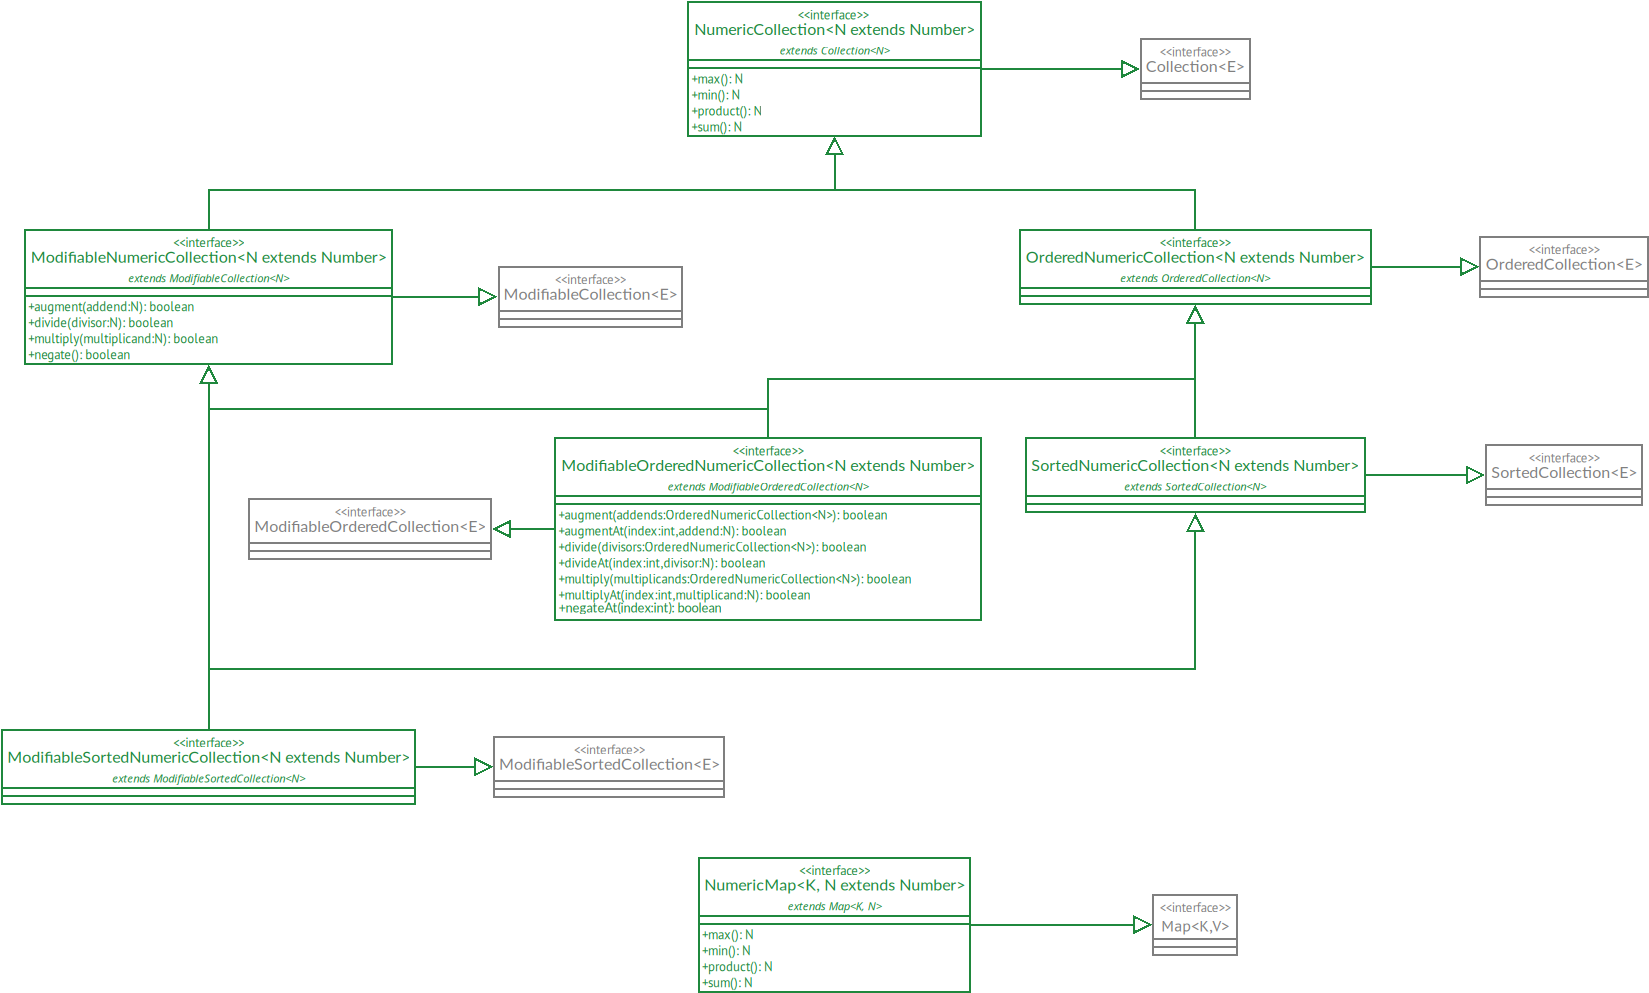 <<interface>>
NumericCollection<N extends Number>
extends Collection<N>
+max(): N
+min(): N
+product(): N
+sum(): N
<<interface>>
Collection<E>
<<interface>>
ModifiableNumericCollection<N extends Number>
extends ModifiableCollection<N>
+augment(addend:N): boolean
+divide(divisor:N): boolean
+multiply(multiplicand:N): boolean
+negate(): boolean
<<interface>>
ModifiableCollection<E>
<<interface>>
OrderedNumericCollection<N extends Number>
extends OrderedCollection<N>
<<interface>>
OrderedCollection<E>
<<interface>>
ModifiableOrderedCollection<E>
<<interface>>
ModifiableOrderedNumericCollection<N extends Number>
extends ModifiableOrderedCollection<N>
+augment(addends:OrderedNumericCollection<N>): boolean
+augmentAt(index:int,addend:N): boolean
+divide(divisors:OrderedNumericCollection<N>): boolean
+divideAt(index:int,divisor:N): boolean
+multiply(multiplicands:OrderedNumericCollection<N>): boolean
+multiplyAt(index:int,multiplicand:N): boolean
+negateAt(index:int): boolean
<<interface>>
SortedNumericCollection<N extends Number>
extends SortedCollection<N>
<<interface>>
SortedCollection<E>
<<interface>>
ModifiableSortedNumericCollection<N extends Number>
extends ModifiableSortedCollection<N>
<<interface>>
ModifiableSortedCollection<E>
<<interface>>
NumericMap<K, N extends Number>
extends Map<K, N>
+max(): N
+min(): N
+product(): N
+sum(): N
<<interface>>
Map<K,V>